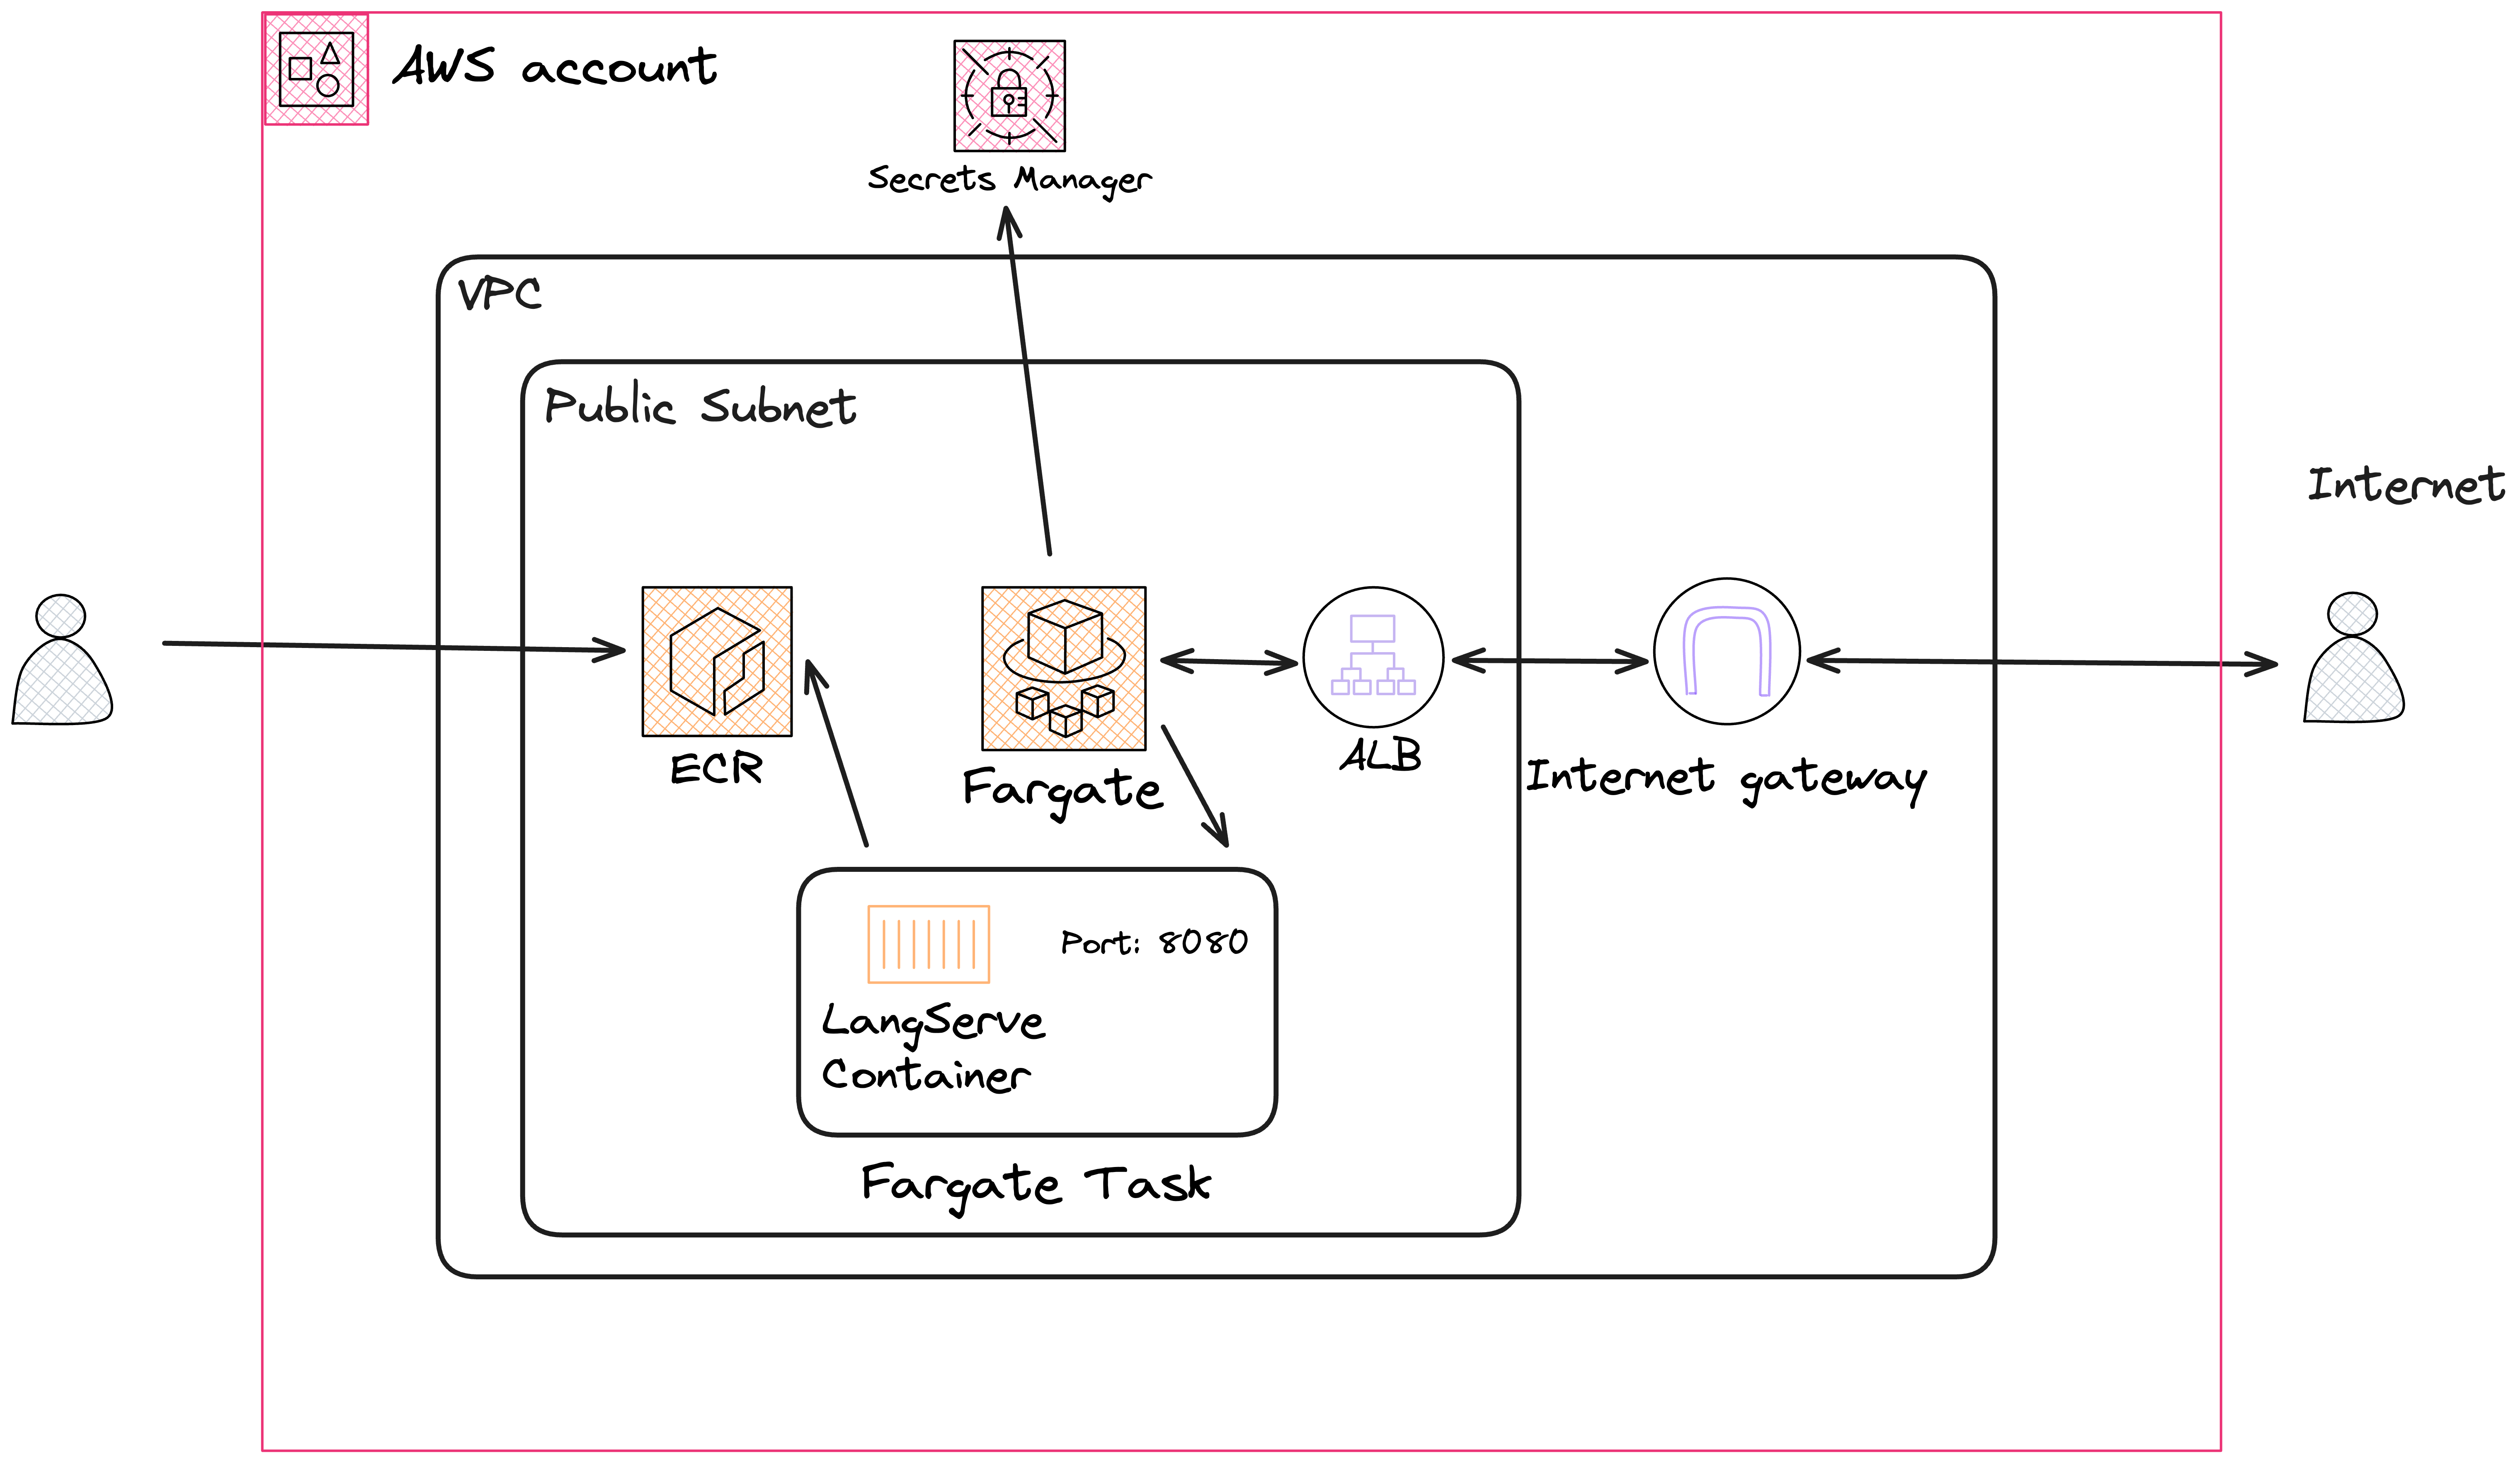 AWS account
Secrets Manager
VPC
Public Subnet
Internet
ECR
Fargate
ALB
Internet gateway
Port: 8080
LangServe
Container
Fargate Task